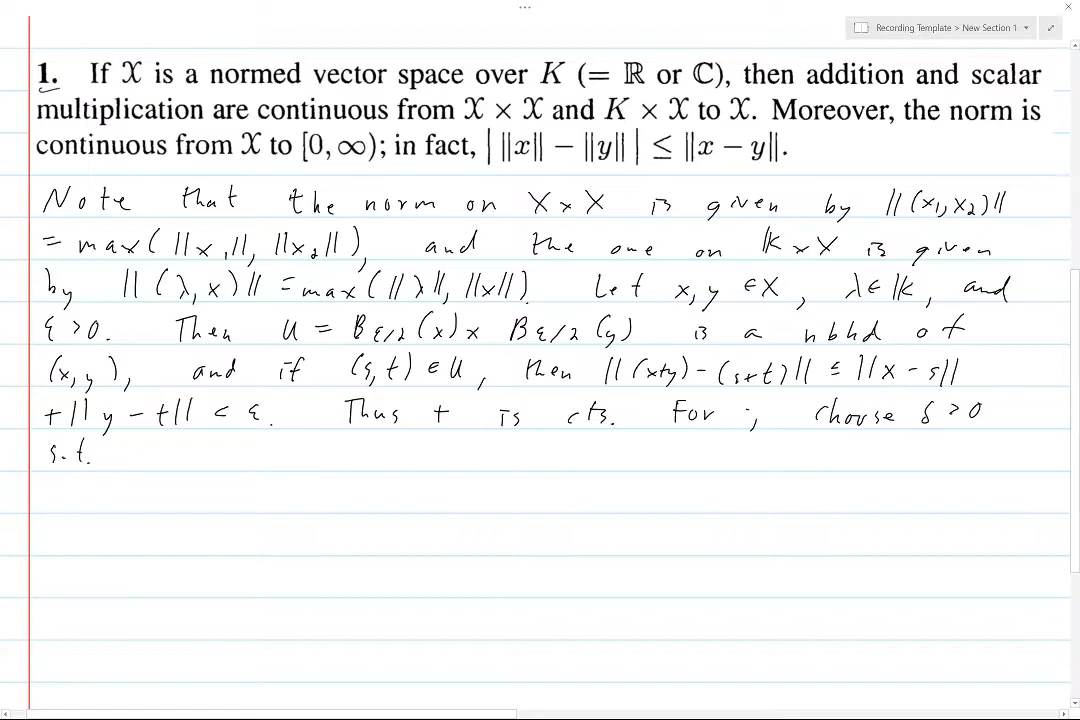 Recording Template > New Section 1
1. If 𝒳 is a normed vector space over K (= ℝ or ℂ), then addition and scalar
multiplication are continuous from 𝒳 × 𝒳 and K × 𝒳 to 𝒳. Moreover, the norm is
continuous from 𝒳 to [0, ∞); in fact, | ‖x‖ − ‖y‖ | ≤ ‖x − y‖.
Note that the norm on X × X is given by ||(x₁, x₂)||
= max(||x₁||, ||x₂||), and the one on 𝕂 × X is given
by ||(λ, x)|| = max(||λ||, ||x||). Let x, y ∈ X, λ ∈ 𝕂, and
ε > 0. Then U = B_{ε/2}(x) × B_{ε/2}(y) is a nbhd of
(x, y), and if (s, t) ∈ U, then ||(x+y) - (s+t)|| ≤ ||x - s||
+ ||y - t|| < ε. Thus + is cts. For ·, choose δ > 0
s.t.